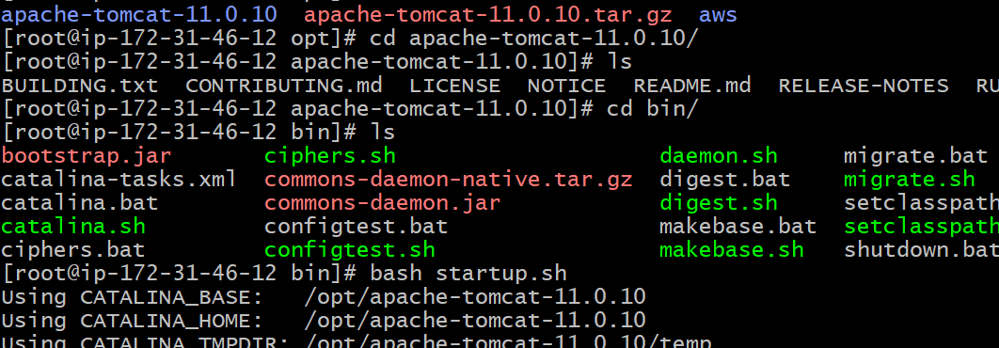 apache-tomcat-11.0.10  apache-tomcat-11.0.10.tar.gz  aws
[root@ip-172-31-46-12 opt]# cd apache-tomcat-11.0.10/
[root@ip-172-31-46-12 apache-tomcat-11.0.10]# ls
BUILDING.txt  CONTRIBUTING.md  LICENSE  NOTICE  README.md  RELEASE-NOTES  RU
[root@ip-172-31-46-12 apache-tomcat-11.0.10]# cd bin/
[root@ip-172-31-46-12 bin]# ls
bootstrap.jar       ciphers.sh                    daemon.sh     migrate.bat
catalina-tasks.xml  commons-daemon-native.tar.gz  digest.bat    migrate.sh
catalina.bat        commons-daemon.jar            digest.sh     setclasspath
catalina.sh         configtest.bat                makebase.bat  setclasspath
ciphers.bat         configtest.sh                 makebase.sh   shutdown.bat
[root@ip-172-31-46-12 bin]# bash startup.sh
Using CATALINA_BASE:   /opt/apache-tomcat-11.0.10
Using CATALINA_HOME:   /opt/apache-tomcat-11.0.10
Using CATALINA_TMPDIR: /opt/apache-tomcat-11.0.10/temp